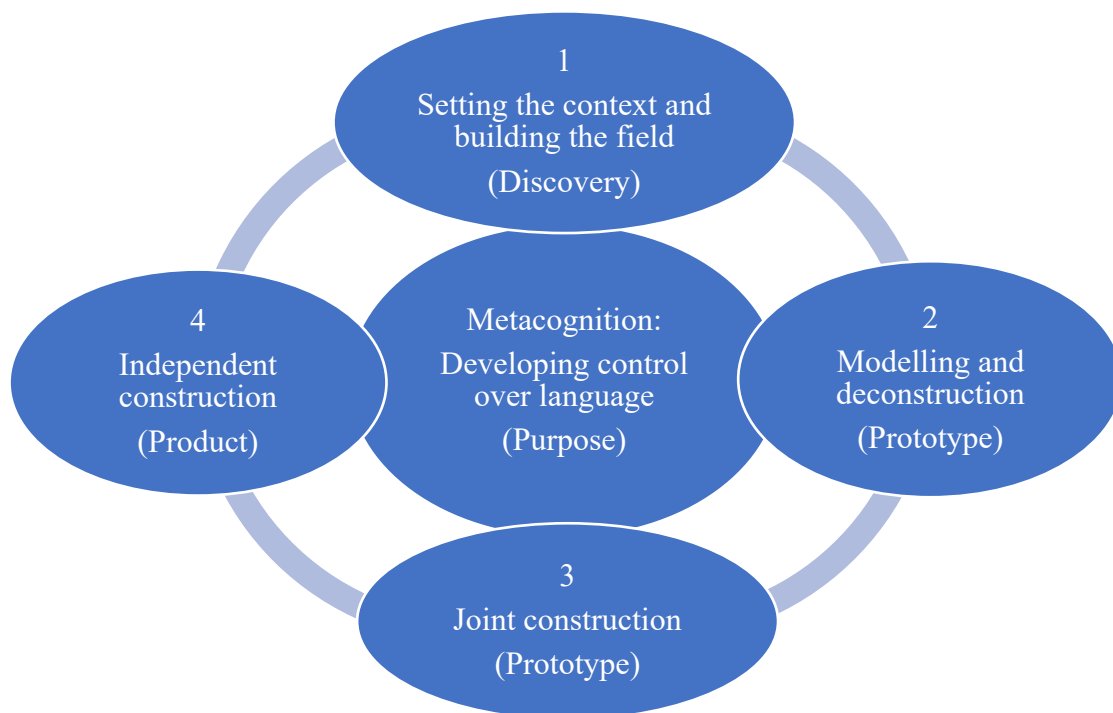 1
Setting the context and
building the field
(Discovery)
4
Independent
construction
(Product)
Metacognition:
Developing control
over language
(Purpose)
2
Modelling and
deconstruction
(Prototype)
3
Joint construction
(Prototype)